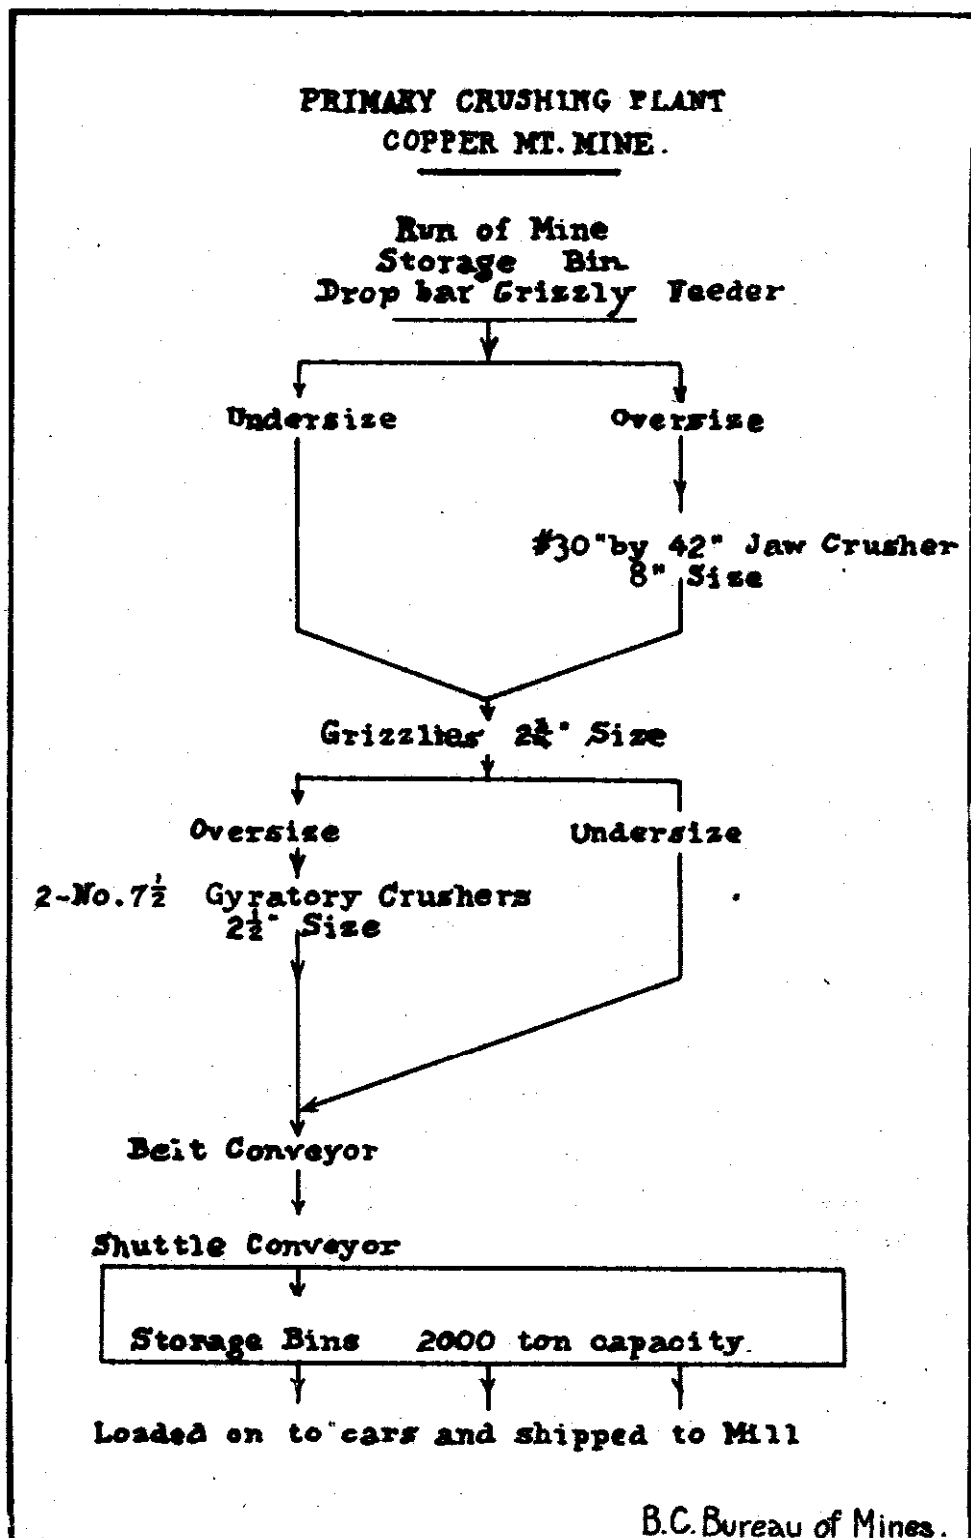 PRIMARY CRUSHING PLANT
COPPER MT. MINE.
Run of Mine
Storage Bin
Drop bar Grizzly Feeder
Undersize
Oversize
#30"by 42" Jaw Crusher
8" Size
Grizzlies 2¾" Size
Oversize
Undersize
2-No.7½ Gyratory Crushers
2½" Size
Belt Conveyor
Shuttle Conveyor
Storage Bins 2000 ton capacity.
Loaded on to cars and shipped to Mill
B.C. Bureau of Mines.